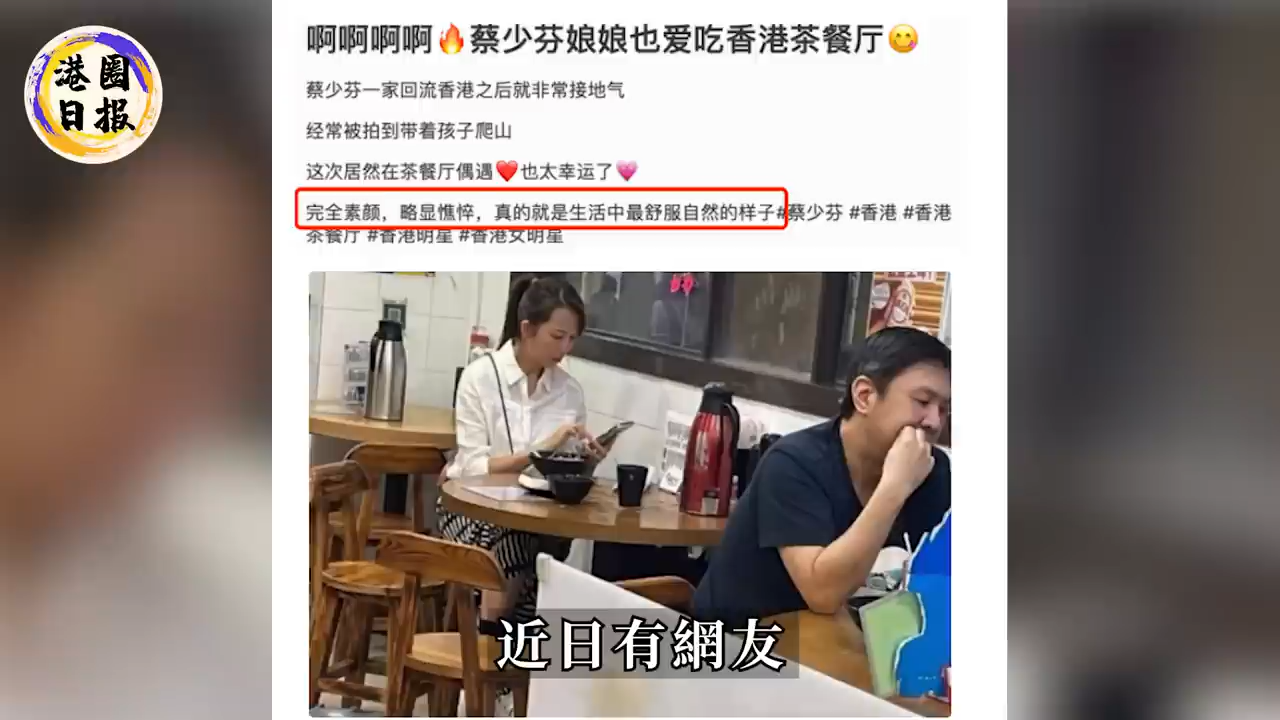 港圈
日报
啊啊啊啊🔥蔡少芬娘娘也爱吃香港茶餐厅😋
蔡少芬一家回流香港之后就非常接地气
经常被拍到带着孩子爬山
这次居然在茶餐厅偶遇❤️也太幸运了💗
完全素颜，略显憔悴，真的就是生活中最舒服自然的样子#蔡少芬 #香港 #香港
茶餐厅 #香港明星 #香港女明星
近日有網友